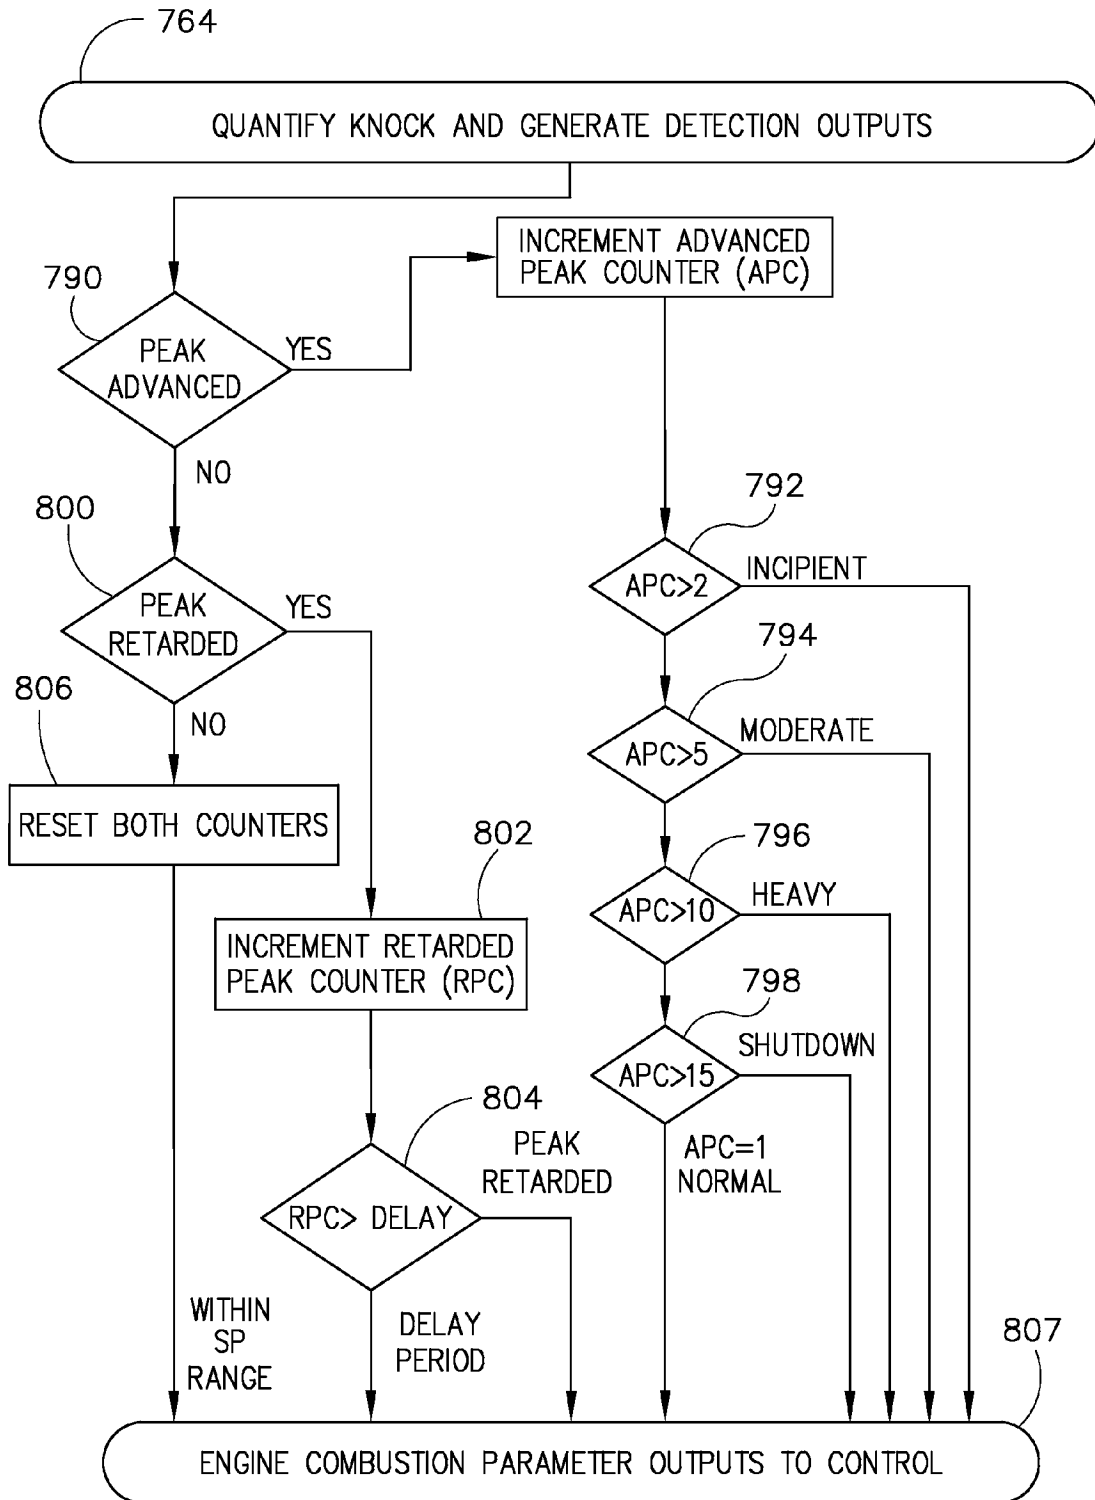 764
QUANTIFY KNOCK AND GENERATE DETECTION OUTPUTS
INCREMENT ADVANCED
PEAK COUNTER (APC)
790
PEAK
ADVANCED
YES
NO
792
APC>2
INCIPIENT
800
PEAK
RETARDED
YES
794
APC>5
MODERATE
806
NO
RESET BOTH COUNTERS
802
INCREMENT RETARDED
PEAK COUNTER (RPC)
796
APC>10
HEAVY
798
APC>15
SHUTDOWN
804
RPC> DELAY
PEAK
RETARDED
APC=1
NORMAL
WITHIN
SP
RANGE
DELAY
PERIOD
807
ENGINE COMBUSTION PARAMETER OUTPUTS TO CONTROL